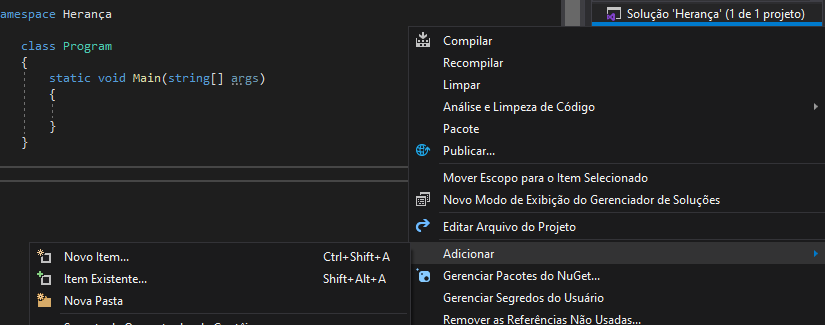 amespace Herança
Solução 'Herança' (1 de 1 projeto)
class Program
{
static void Main(string[] args)
{
}
}
Compilar
Recompilar
Limpar
Análise e Limpeza de Código
Pacote
Publicar...
Mover Escopo para o Item Selecionado
Novo Modo de Exibição do Gerenciador de Soluções
Editar Arquivo do Projeto
Adicionar
Gerenciar Pacotes do NuGet...
Gerenciar Segredos do Usuário
Remover as Referências Não Usadas...
Novo Item... Ctrl+Shift+A
Item Existente... Shift+Alt+A
Nova Pasta